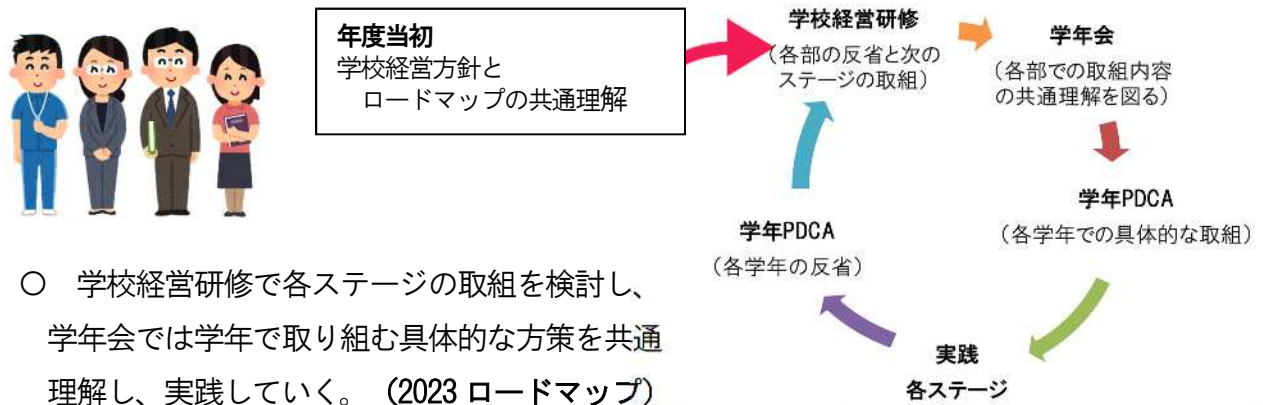 年度当初
学校経営方針と
ロードマップの共通理解
学校経営研修
（各部の反省と次の
ステージの取組）
学年会
（各部での取組内容
の共通理解を図る）
学年PDCA
（各学年での具体的な取組）
実践
各ステージ
学年PDCA
（各学年の反省）
○　学校経営研修で各ステージの取組を検討し、
学年会では学年で取り組む具体的な方策を共通
理解し、実践していく。（2023 ロードマップ）